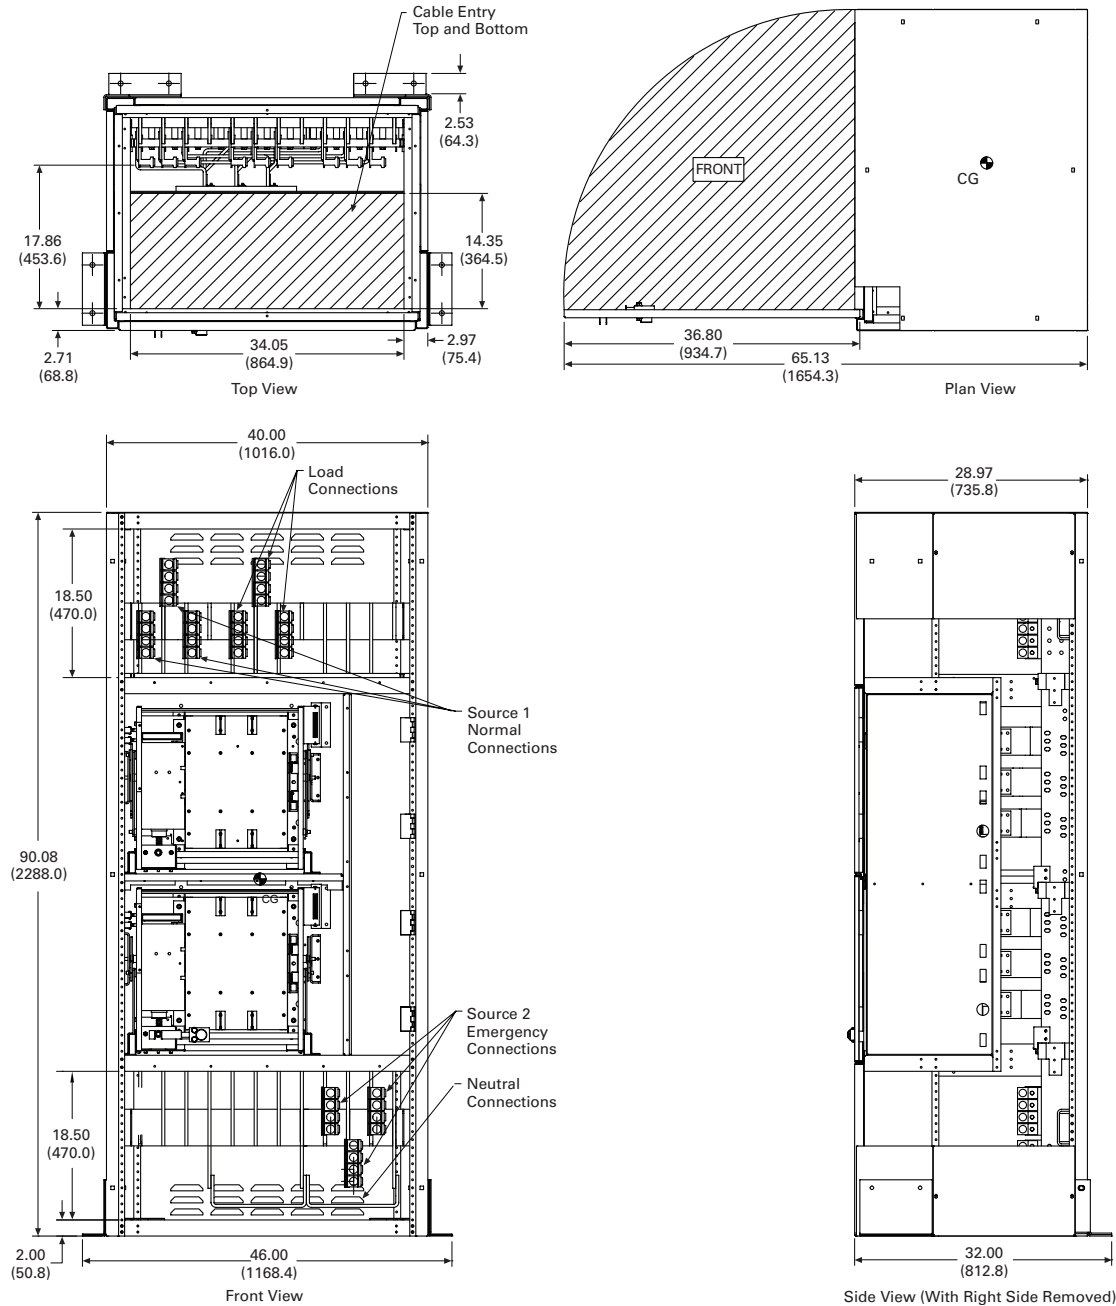 Cable Entry
Top and Bottom
2.53
(64.3)
17.86
(453.6)
14.35
(364.5)
2.71
(68.8)
34.05
(864.9)
2.97
(75.4)
Top View
FRONT
CG
36.80
(934.7)
65.13
(1654.3)
Plan View
40.00
(1016.0)
Load
Connections
18.50
(470.0)
Source 1
Normal
Connections
90.08
(2288.0)
CG
Source 2
Emergency
Connections
Neutral
Connections
18.50
(470.0)
2.00
(50.8)
46.00
(1168.4)
Front View
28.97
(735.8)
32.00
(812.8)
Side View (With Right Side Removed)